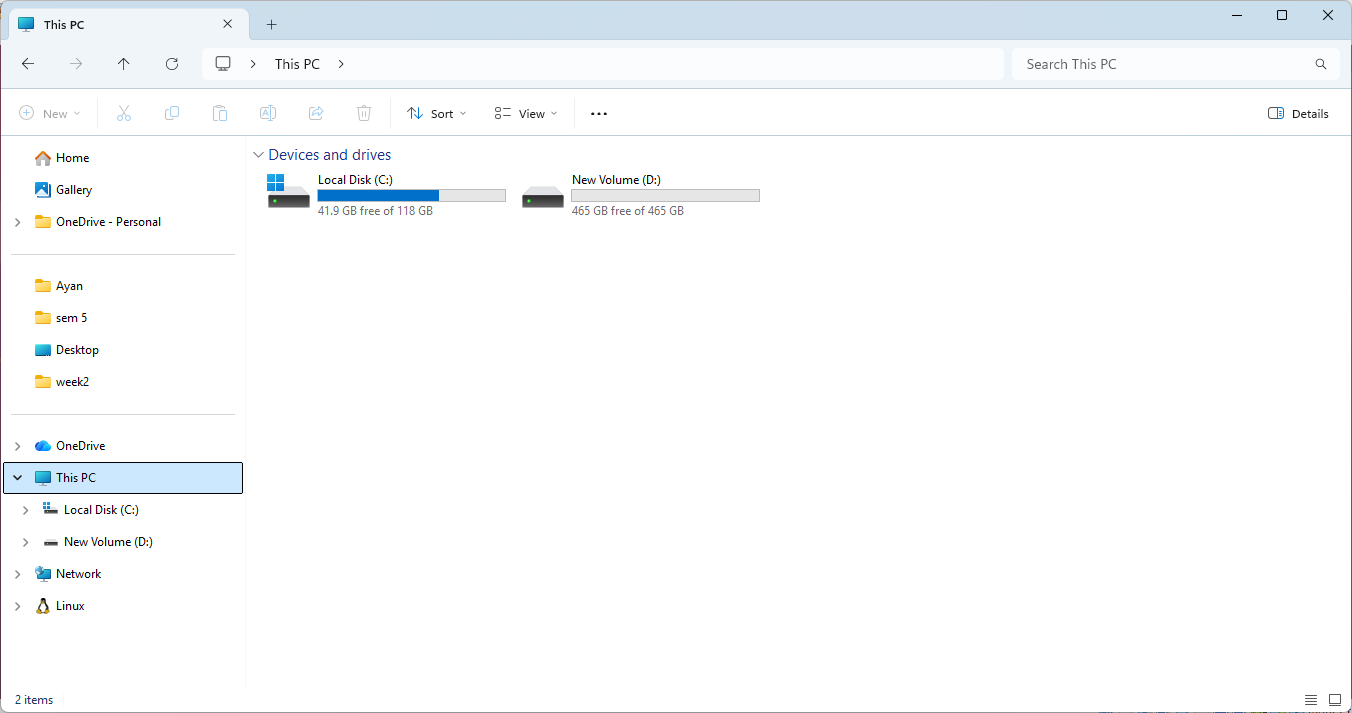 This PC
This PC
Search This PC
New
Sort
View
Details
Home
Gallery
OneDrive - Personal
Ayan
sem 5
Desktop
week2
OneDrive
This PC
Local Disk (C:)
New Volume (D:)
Network
Linux
Devices and drives
Local Disk (C:)
41.9 GB free of 118 GB
New Volume (D:)
465 GB free of 465 GB
2 items